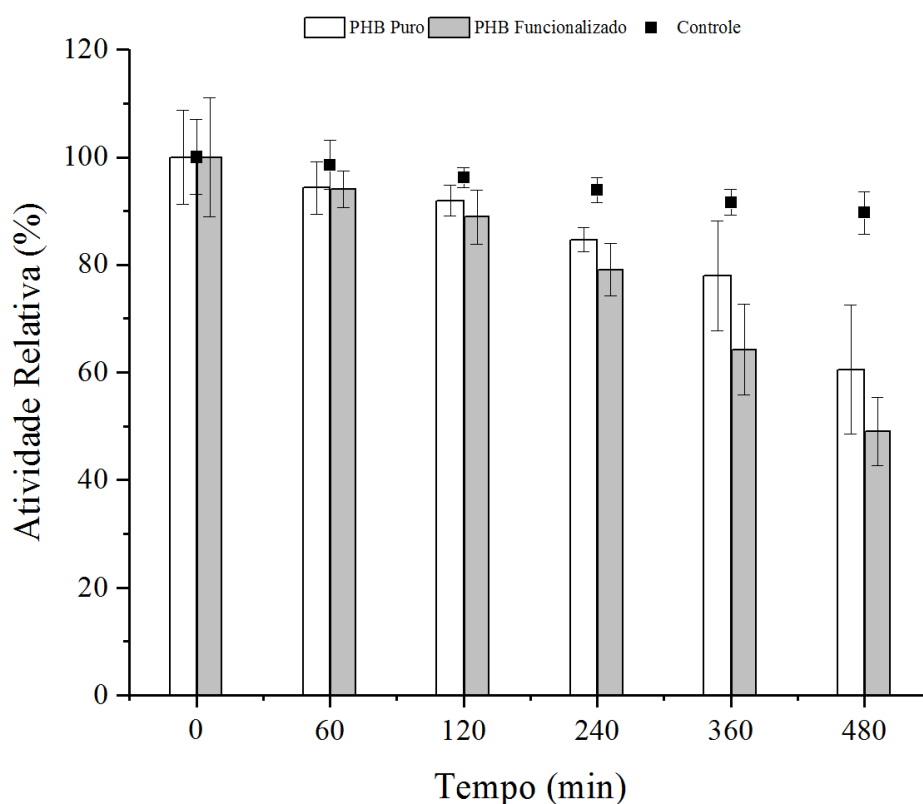 PHB Puro PHB Funcionalizado Controle
120
100
80
60
40
20
0
Atividade Relativa (%)
0 60 120 240 360 480
Tempo (min)